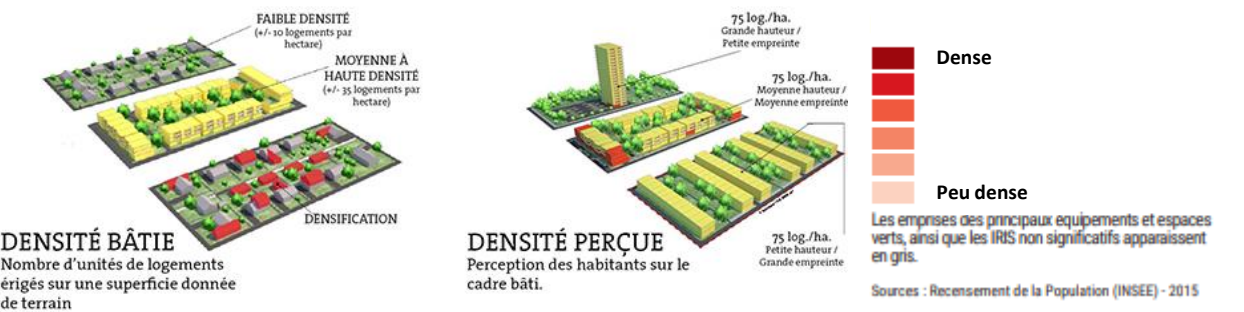 FAIBLE DENSITÉ
(+/- 10 logements par
hectare)
MOYENNE À
HAUTE DENSITÉ
(+/- 35 logements par
hectare)
DENSIFICATION
DENSITÉ BÂTIE
Nombre d'unités de logements
érigés sur une superficie donnée
de terrain
75 log./ha.
Grande hauteur /
Petite empreinte
75 log./ha.
Moyenne hauteur /
Moyenne empreinte
75 log./ha.
Petite hauteur /
Grande empreinte
DENSITÉ PERÇUE
Perception des habitants sur le
cadre bâti.
Dense
Peu dense
Les emprises des principaux equipements et espaces
verts, ainsi que les IRIS non significatifs apparaissent
en gris.
Sources : Recensement de la Population (INSEE) - 2015